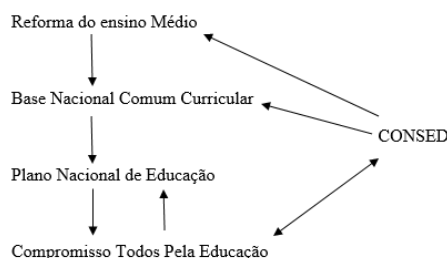 Reforma do ensino Médio
Base Nacional Comum Curricular
CONSED
Plano Nacional de Educação
Compromisso Todos Pela Educação